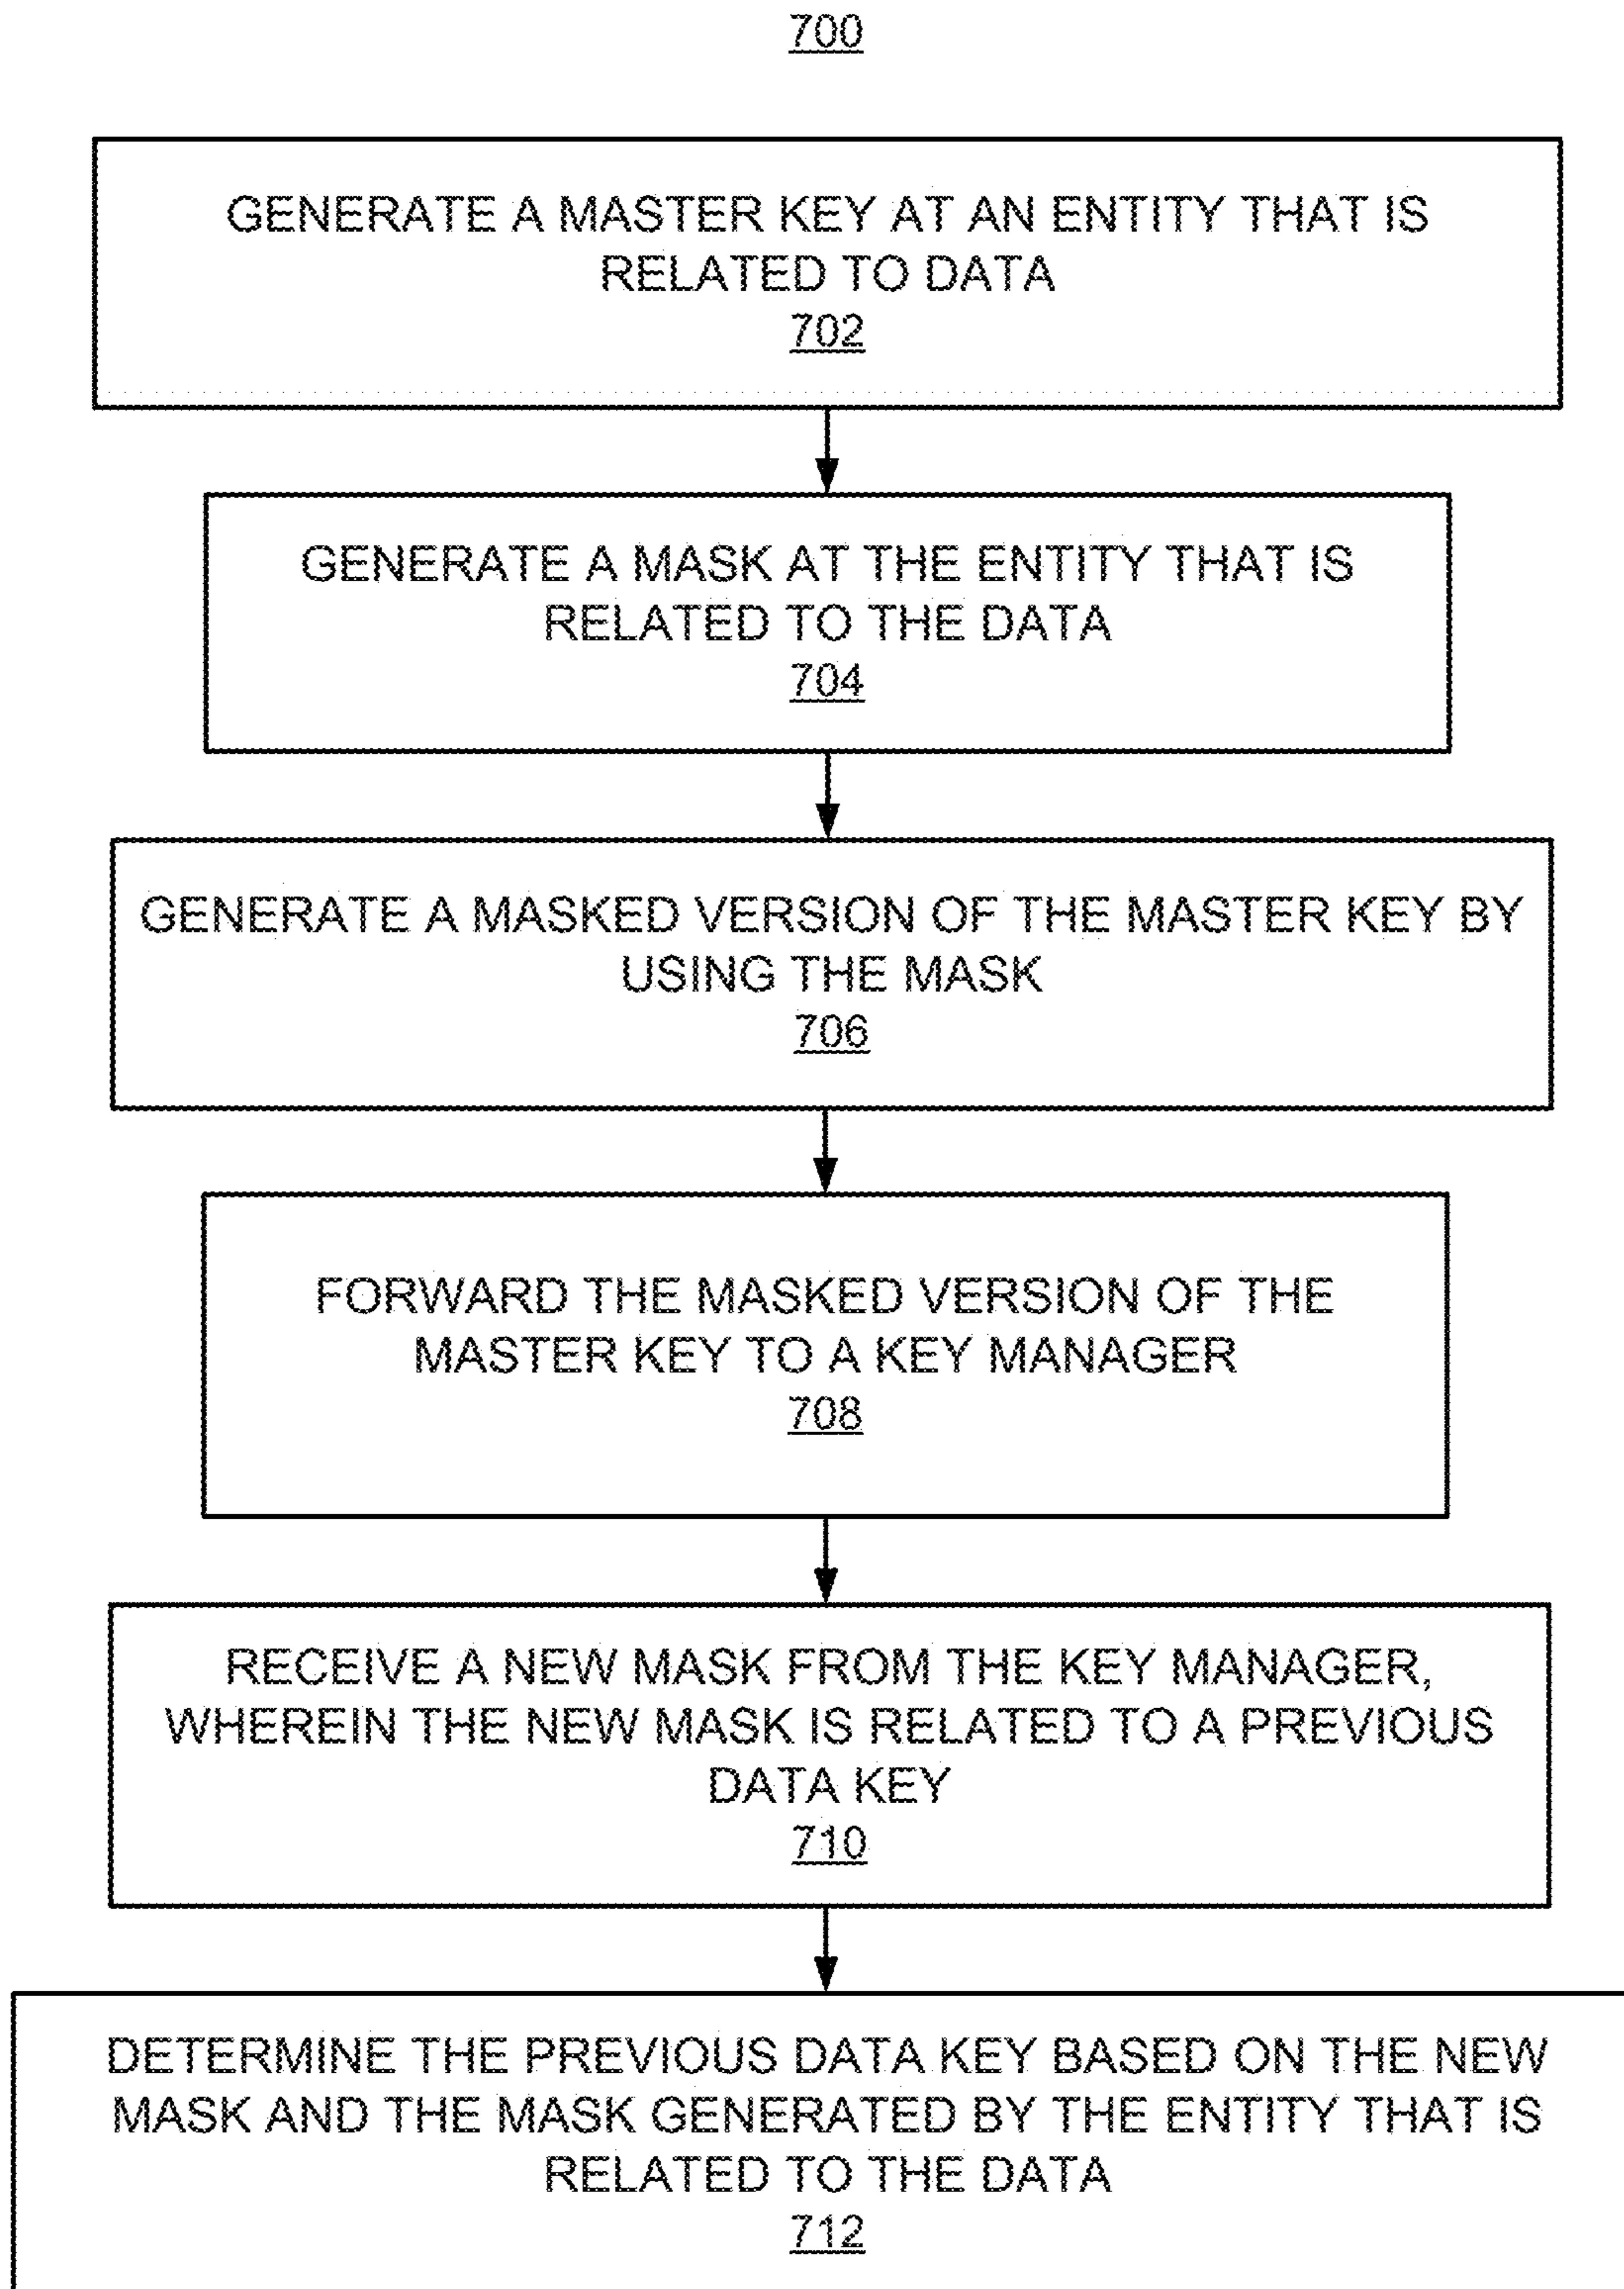 700
GENERATE A MASTER KEY AT AN ENTITY THAT IS
RELATED TO DATA
702
GENERATE A MASK AT THE ENTITY THAT IS
RELATED TO THE DATA
704
GENERATE A MASKED VERSION OF THE MASTER KEY BY
USING THE MASK
706
FORWARD THE MASKED VERSION OF THE
MASTER KEY TO A KEY MANAGER
708
RECEIVE A NEW MASK FROM THE KEY MANAGER,
WHEREIN THE NEW MASK IS RELATED TO A PREVIOUS
DATA KEY
710
DETERMINE THE PREVIOUS DATA KEY BASED ON THE NEW
MASK AND THE MASK GENERATED BY THE ENTITY THAT IS
RELATED TO THE DATA
712